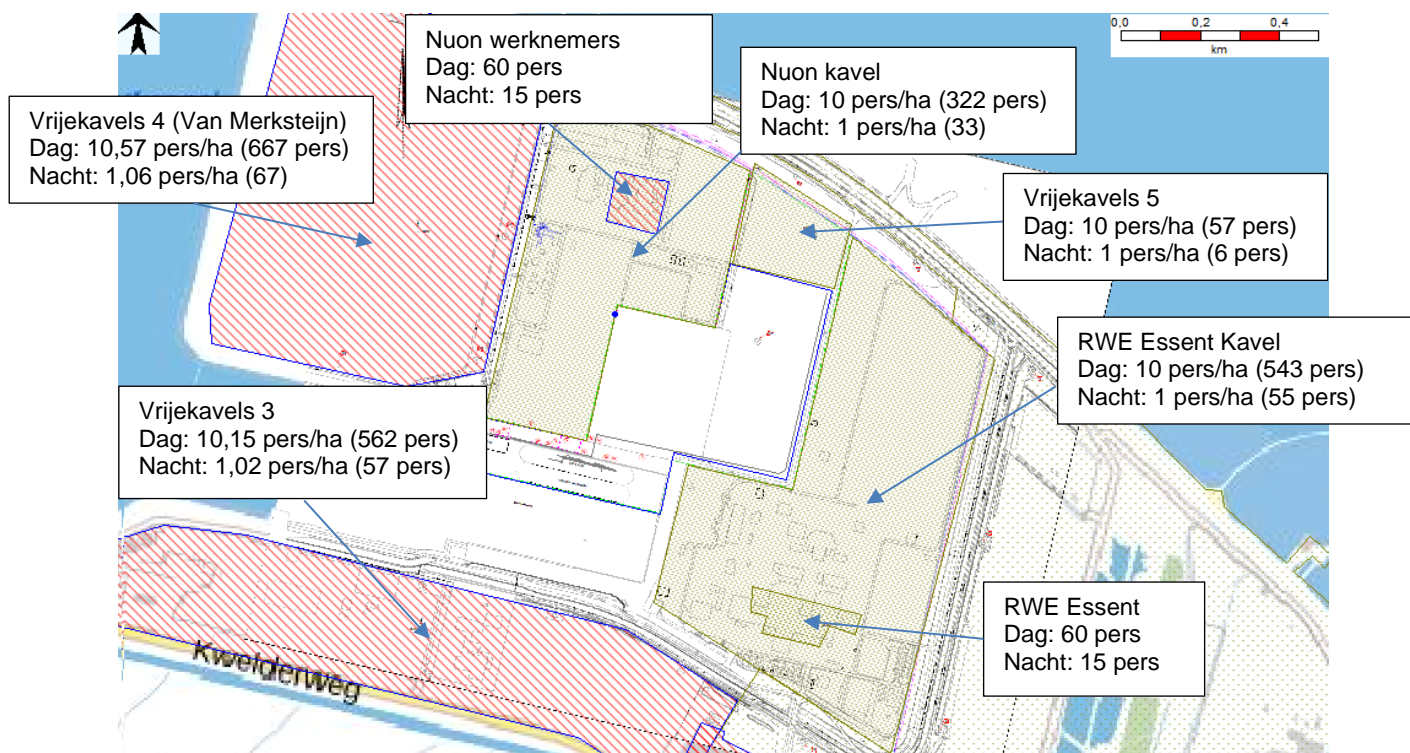 0,0 0,2 0,4
km
Nuon werknemers
Dag: 60 pers
Nacht: 15 pers
Nuon kavel
Dag: 10 pers/ha (322 pers)
Nacht: 1 pers/ha (33)
Vrijekavels 4 (Van Merksteijn)
Dag: 10,57 pers/ha (667 pers)
Nacht: 1,06 pers/ha (67)
Vrijekavels 5
Dag: 10 pers/ha (57 pers)
Nacht: 1 pers/ha (6 pers)
RWE Essent Kavel
Dag: 10 pers/ha (543 pers)
Nacht: 1 pers/ha (55 pers)
Vrijekavels 3
Dag: 10,15 pers/ha (562 pers)
Nacht: 1,02 pers/ha (57 pers)
RWE Essent
Dag: 60 pers
Nacht: 15 pers
Kwelderweg